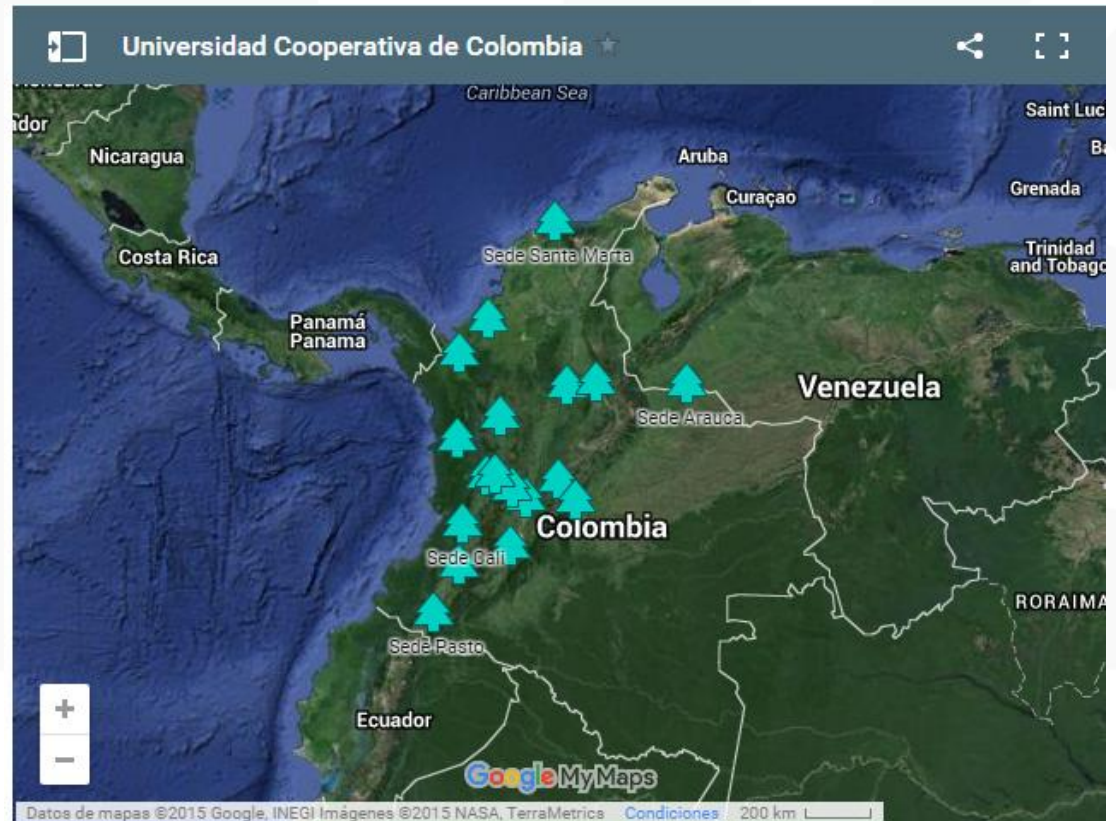 Universidad Cooperativa de Colombia
Caribbean Sea
Saint Luc
Nicaragua
Aruba
Curaçao
Grenada
Costa Rica
Sede Santa Marta
Trinidad
and Tobago
Panamá
Panama
Venezuela
Sede Arauca
Colombia
Sede Cali
RORAIMA
Sede Pasto
Ecuador
+
−
Google My Maps
Datos de mapas ©2015 Google, INEGI Imágenes ©2015 NASA, TerraMetrics Condiciones 200 km